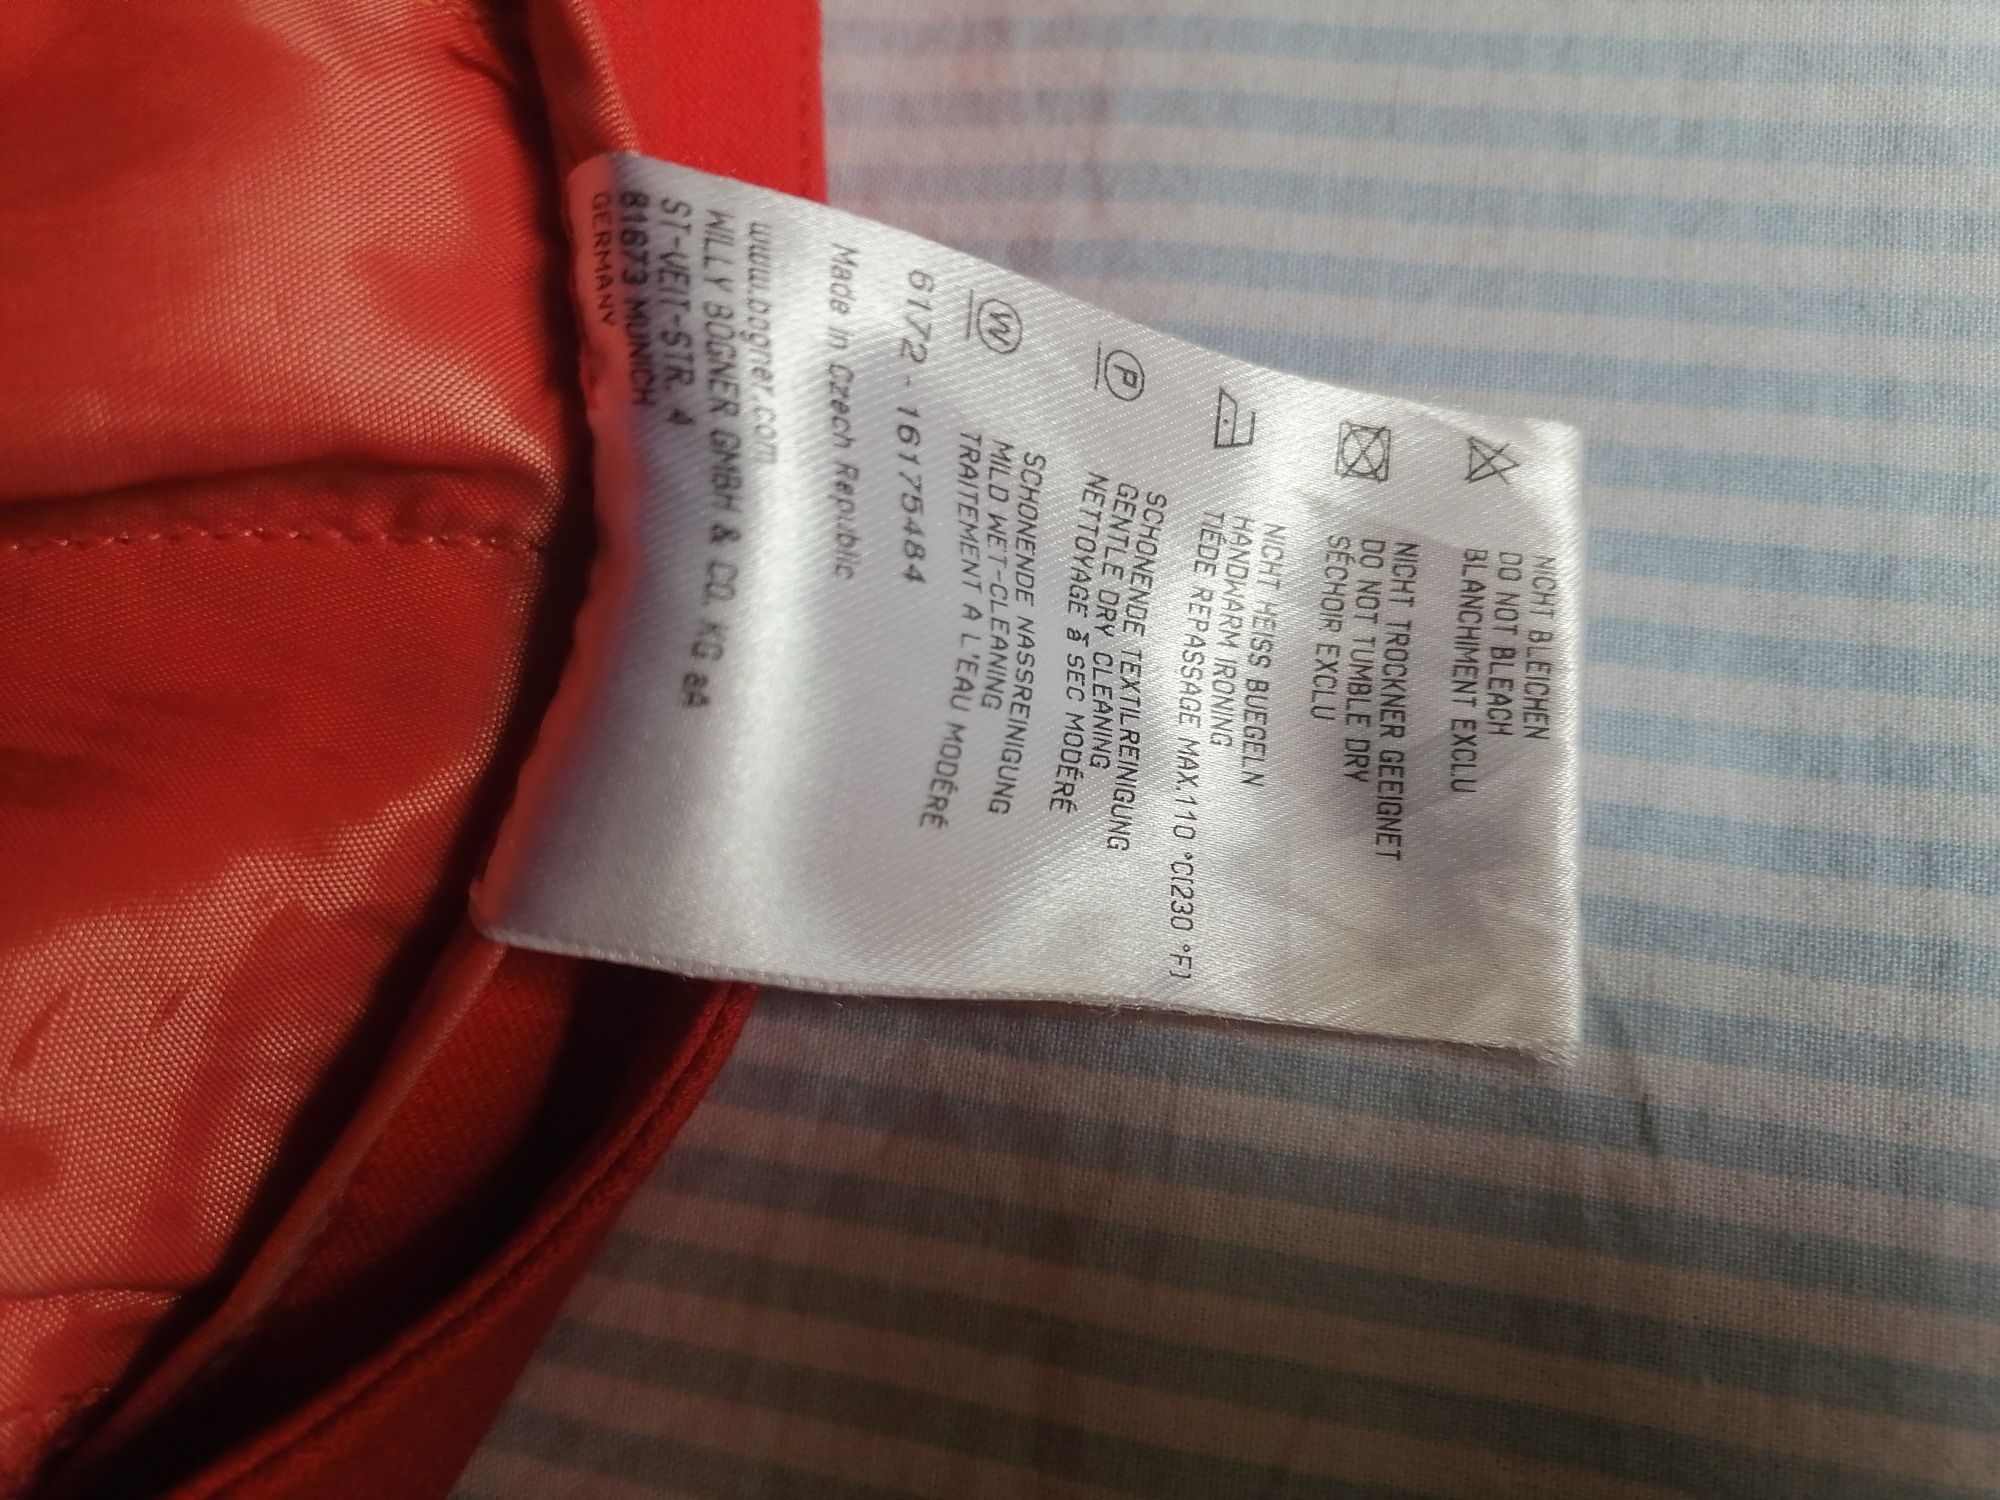 NICHT BLEICHEN
DO NOT BLEACH
BLANCHIMENT EXCLU
NICHT TROCKNER GEEIGNET
DO NOT TUMBLE DRY
SÉCHOIR EXCLU
NICHT HEISS BUEGELN
HANDWARM IRONING
TIÉDE REPASSAGE MAX.110 °C(230 °F)
P
SCHONENDE TEXTILREINIGUNG
GENTLE DRY CLEANING
NETTOYAGE à SEC MODÉRÉ
W
SCHONENDE NASSREINIGUNG
MILD WET-CLEANING
TRAITEMENT A L'EAU MODÉRÉ
6172 - 16175484
Made in Czech Republic
www.bogner.com
WILLY BOGNER GMBH & CO. KG aA
ST-VEIT-STR. 4
81673 MUNICH
GERMANY